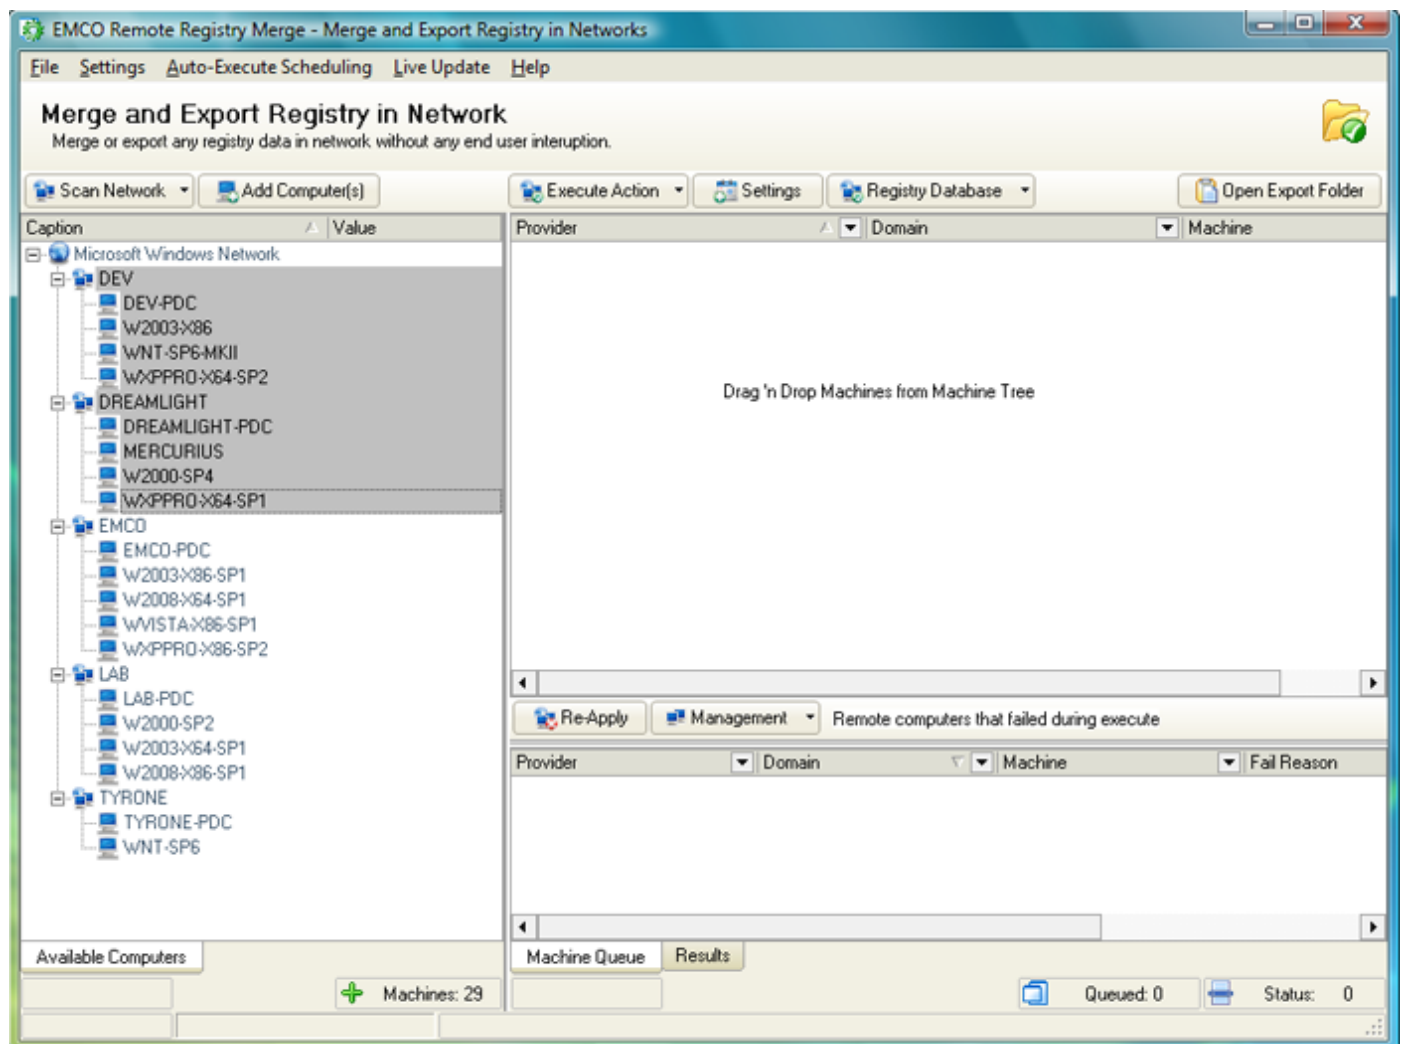 EMCO Remote Registry Merge - Merge and Export Registry in Networks
File Settings Auto-Execute Scheduling Live Update Help
Merge and Export Registry in Network
Merge or export any registry data in network without any end user interuption.
Scan Network Add Computer(s) Execute Action Settings Registry Database Open Export Folder
Caption Value Provider Domain Machine
Microsoft Windows Network
DEV
DEV-PDC
W2003-X86
WNT-SP6-MKII
WXPPRO-X64-SP2
DREAMLIGHT
DREAMLIGHT-PDC
MERCURIUS
W2000-SP4
WXPPRO-X64-SP1
EMCO
EMCO-PDC
W2003-X86-SP1
W2008-X64-SP1
WVISTA-X86-SP1
WXPPRO-X86-SP2
LAB
LAB-PDC
W2000-SP2
W2003-X64-SP1
W2008-X86-SP1
TYRONE
TYRONE-PDC
WNT-SP6
Drag 'n Drop Machines from Machine Tree
Re-Apply Management Remote computers that failed during execute
Provider Domain Machine Fail Reason
Available Computers Machine Queue Results
Machines: 29 Queued: 0 Status: 0